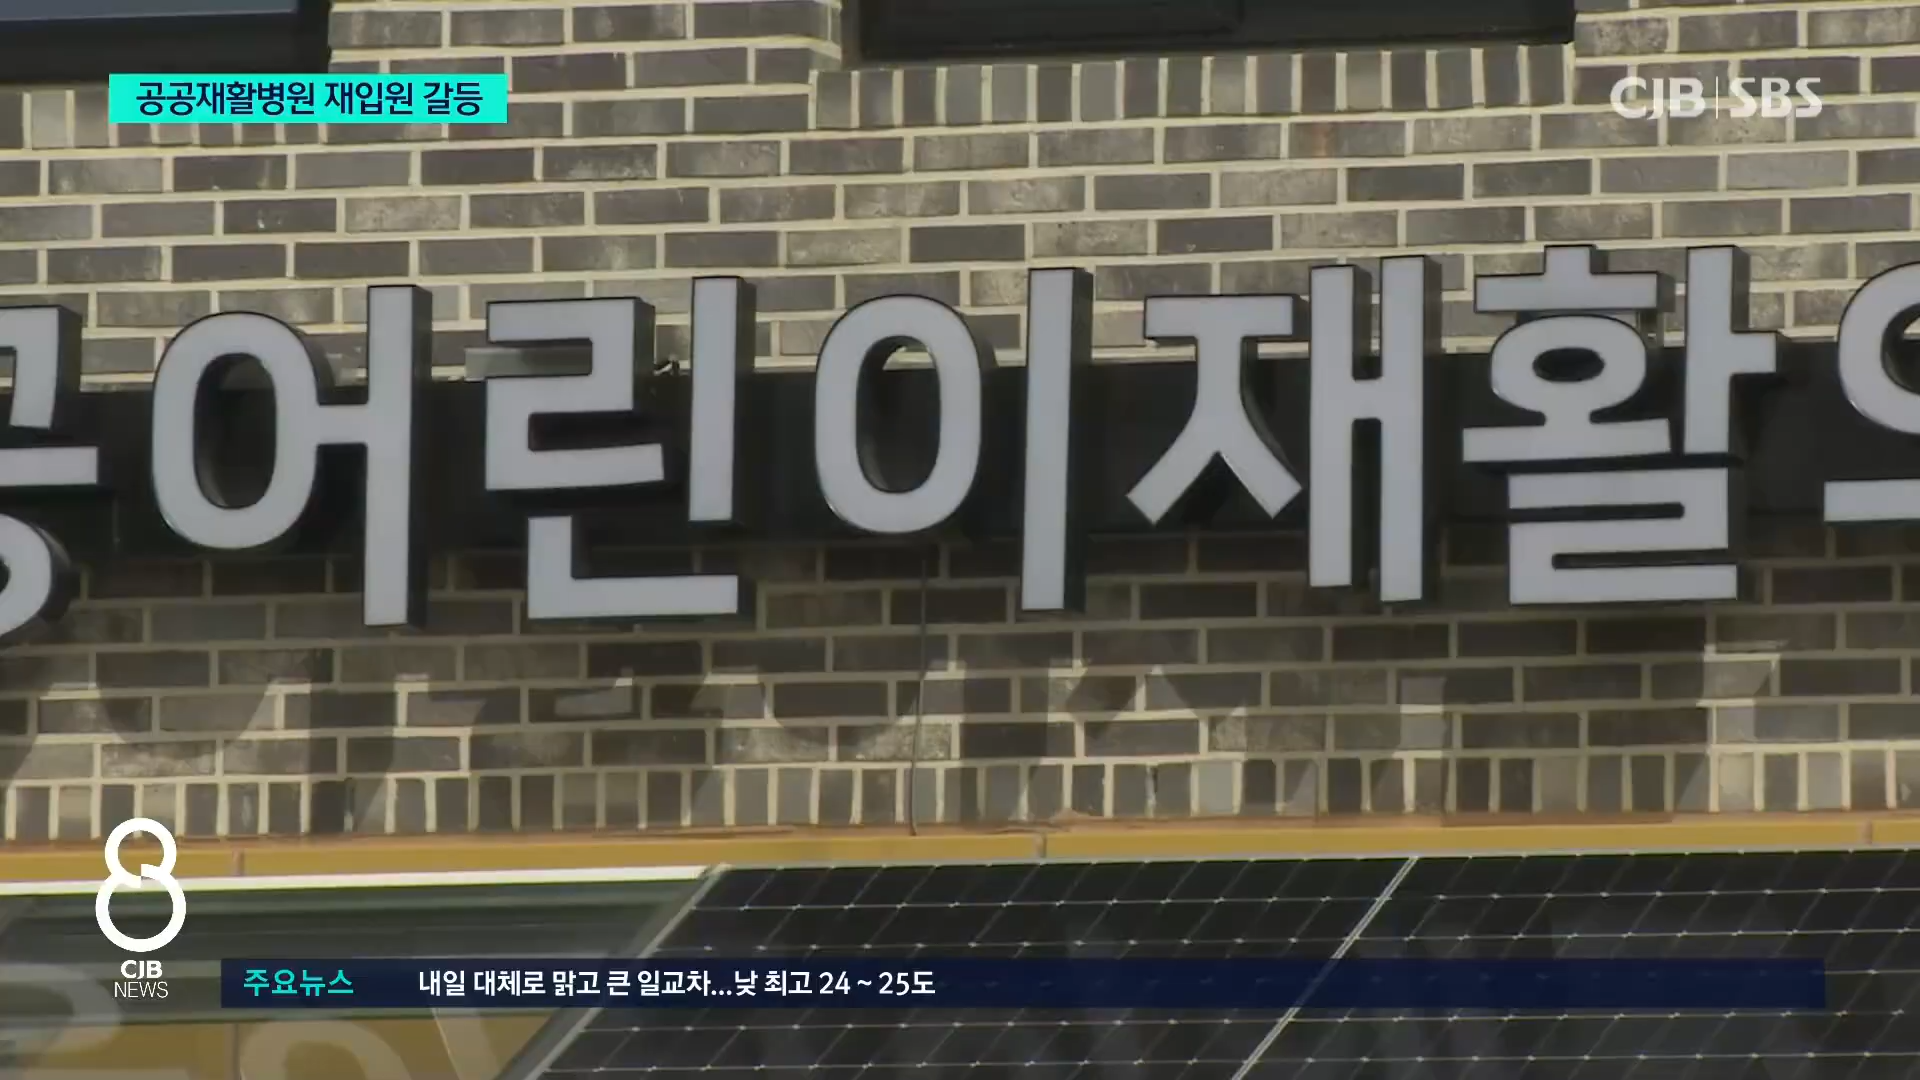 공공재활병원 재입원 갈등
CJB SBS
공어린이재활의
8
CJB
NEWS
주요뉴스 내일 대체로 맑고 큰 일교차...낮 최고 24 ~ 25도